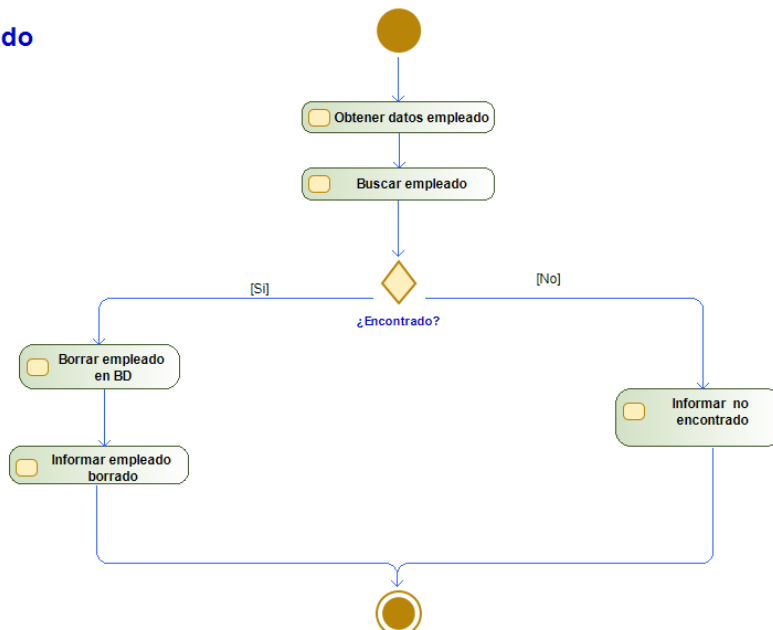 do
Obtener datos empleado
Buscar empleado
[Si]
[No]
¿Encontrado?
Borrar empleado
en BD
Informar no
encontrado
Informar empleado
borrado